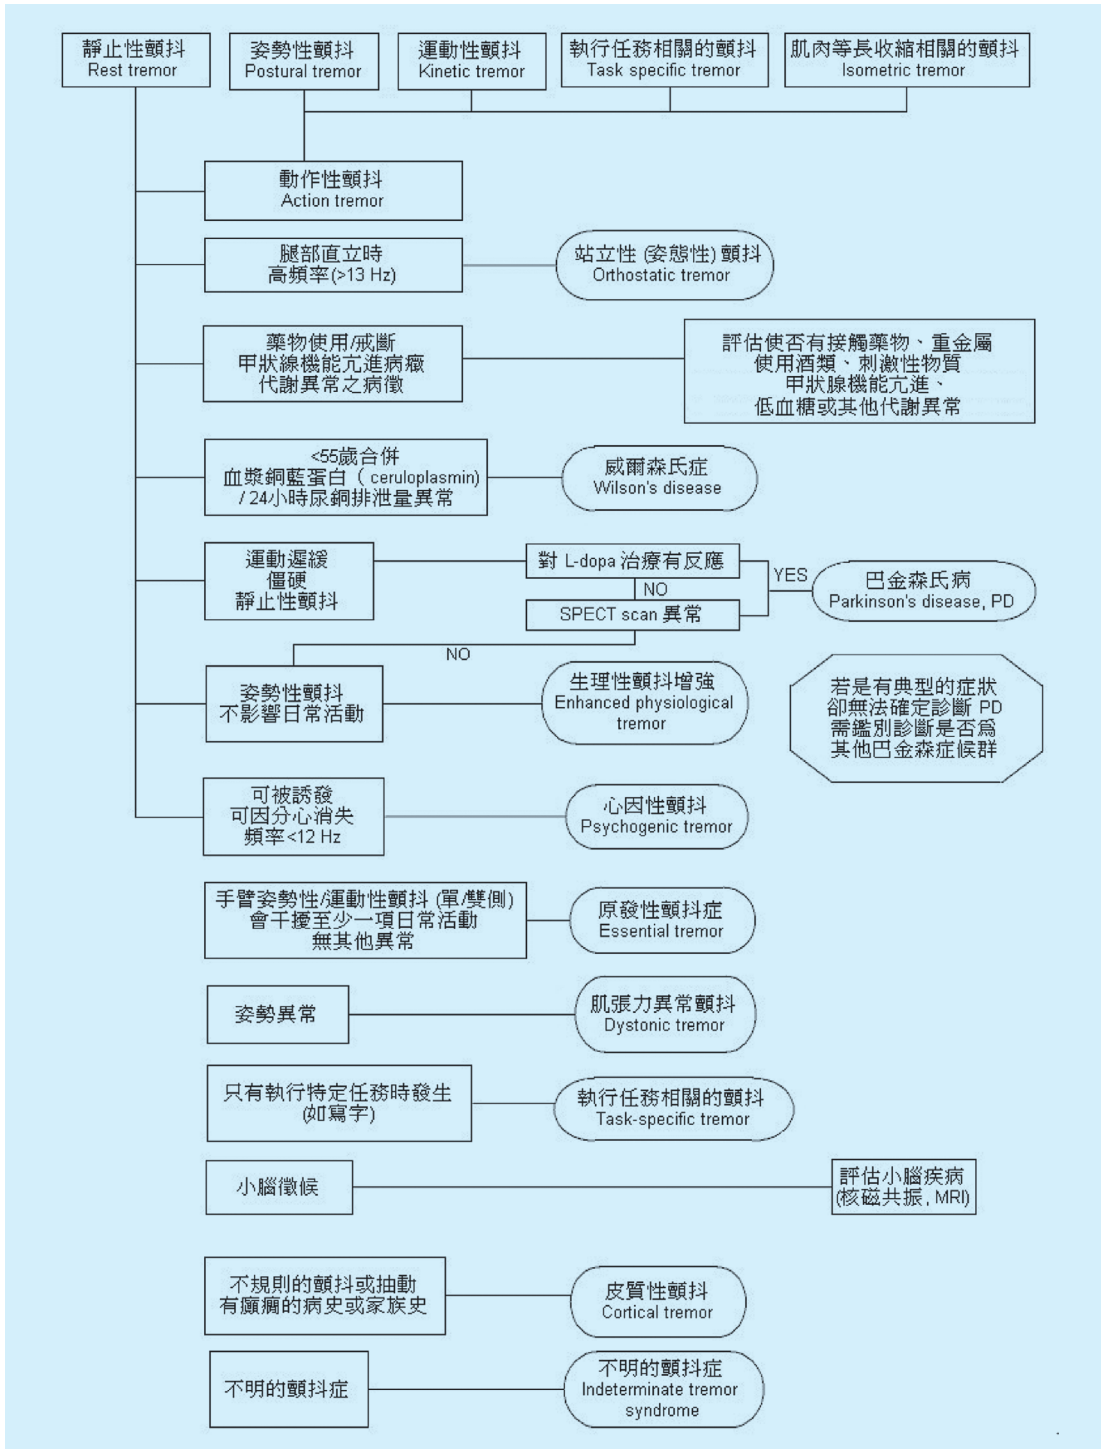 靜止性顫抖
Rest tremor
姿勢性顫抖
Postural tremor
運動性顫抖
Kinetic tremor
執行任務相關的顫抖
Task specific tremor
肌肉等長收縮相關的顫抖
Isometric tremor
動作性顫抖
Action tremor
腿部直立時
高頻率(>13 Hz)
站立性 (姿態性) 顫抖
Orthostatic tremor
藥物使用/戒斷
甲狀線機能亢進病癥
代謝異常之病徵
評估使否有接觸藥物、重金屬
使用酒類、刺激性物質
甲狀腺機能亢進、
低血糖或其他代謝異常
<55歲合併
血漿銅藍蛋白（ ceruloplasmin)
/ 24小時尿銅排泄量異常
威爾森氏症
Wilson's disease
運動遲緩
僵硬
靜止性顫抖
對 L-dopa 治療有反應
NO
SPECT scan 異常
YES
巴金森氏病
Parkinson's disease, PD
NO
姿勢性顫抖
不影響日常活動
生理性顫抖增強
Enhanced physiological
tremor
若是有典型的症狀
卻無法確定診斷 PD
需鑑別診斷是否為
其他巴金森症候群
可被誘發
可因分心消失
頻率<12 Hz
心因性顫抖
Psychogenic tremor
手臂姿勢性/運動性顫抖 (單/雙側)
會干擾至少一項日常活動
無其他異常
原發性顫抖症
Essential tremor
姿勢異常
肌張力異常顫抖
Dystonic tremor
只有執行特定任務時發生
(如寫字)
執行任務相關的顫抖
Task-specific tremor
小腦徵候
評估小腦疾病
(核磁共振, MRI)
不規則的顫抖或抽動
有癲癇的病史或家族史
皮質性顫抖
Cortical tremor
不明的顫抖症
不明的顫抖症
Indeterminate tremor
syndrome